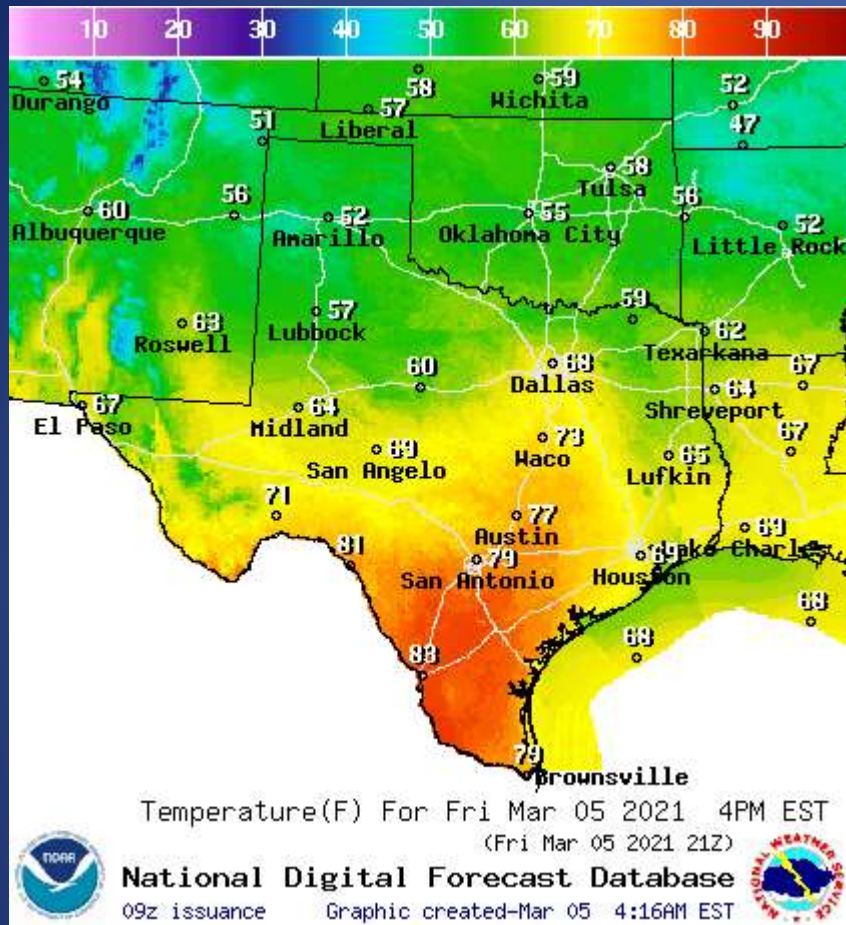 10 20 30 40 50 60 70 80 90
54
Durango
58
59
Wichita
57
Liberal
52
51
47
58
Tulsa
60
Albuquerque
56
52
Amarillo
55
Oklahoma City
56
52
Little Rock
63
Roswell
57
Lubbock
59
62
Texarkana
68
Dallas
60
64
Shreveport
67
67
El Paso
64
Midland
69
San Angelo
73
Waco
65
Lufkin
67
71
77
Austin
69
Lake Charles
81
79
San Antonio
69
Houston
68
68
88
79
Brownsville
Temperature(F) For Fri Mar 05 2021 4PM EST
(Fri Mar 05 2021 21Z)
NOAA
National Digital Forecast Database
09z issuance Graphic created-Mar 05 4:16AM EST
NATIONAL WEATHER SERVICE